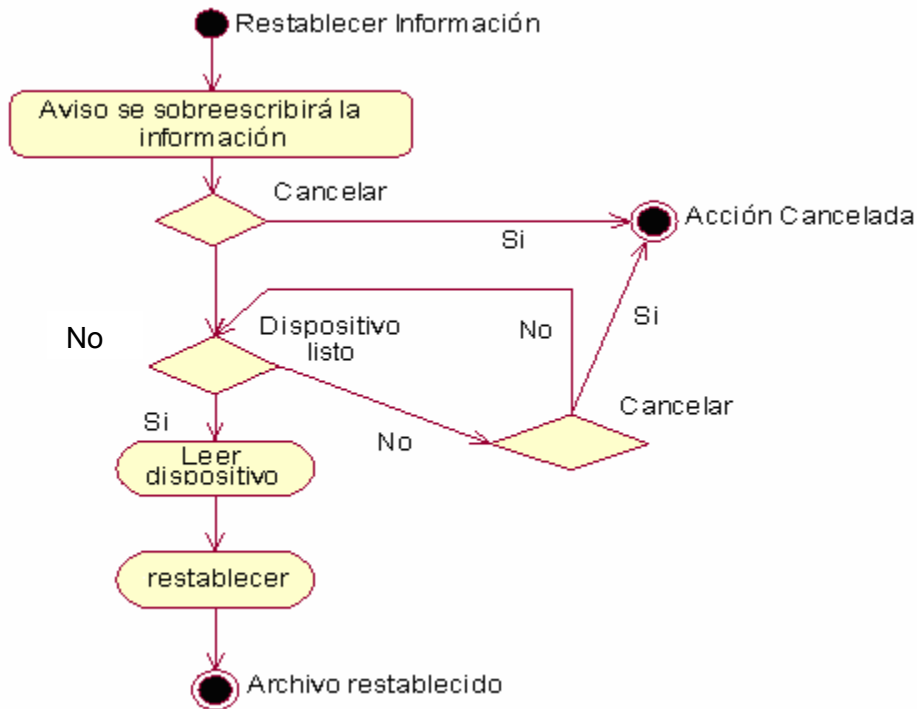 Restablecer Información
Aviso se sobreescribirá la
información
Cancelar
Si
Acción Cancelada
No
Dispositivo
listo
No
Si
Cancelar
Si
No
Leer
dispositivo
restablecer
Archivo restablecido